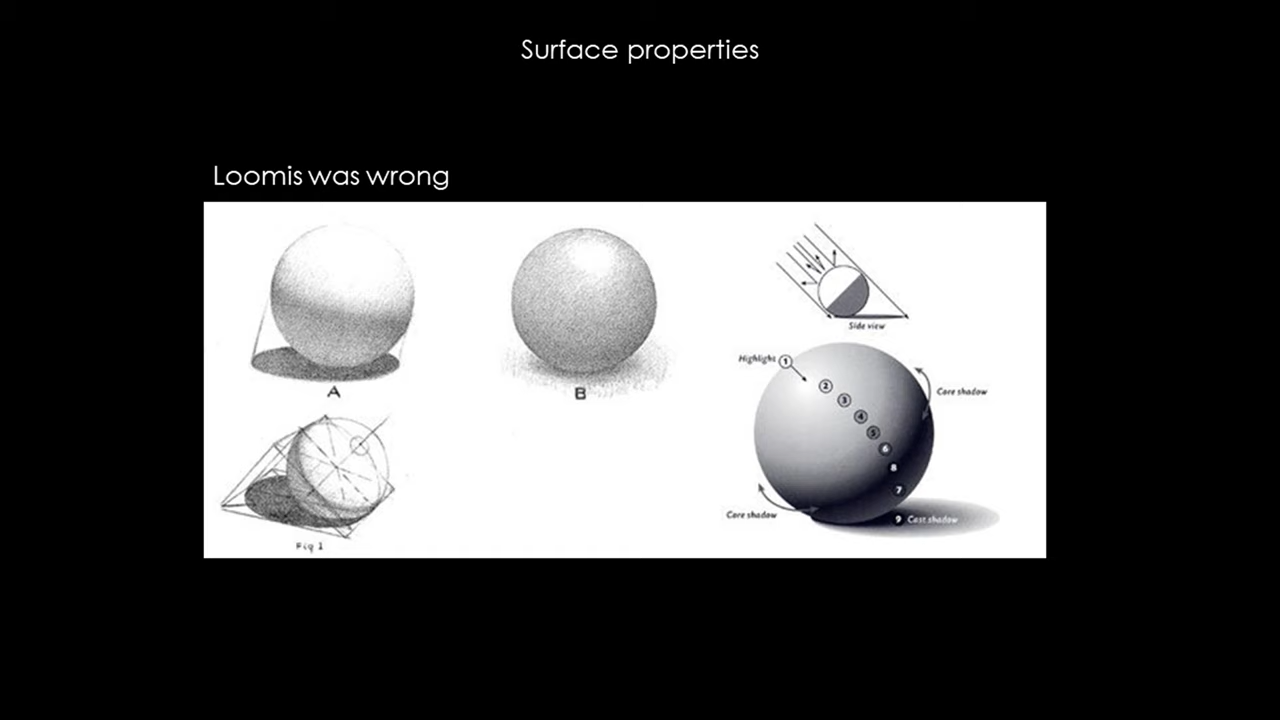 Surface properties
Loomis was wrong
A
B
Side view
Highlight 1
2
3
4
5
6
8
7
Core shadow
Core shadow
9 Cast shadow
Fig 1